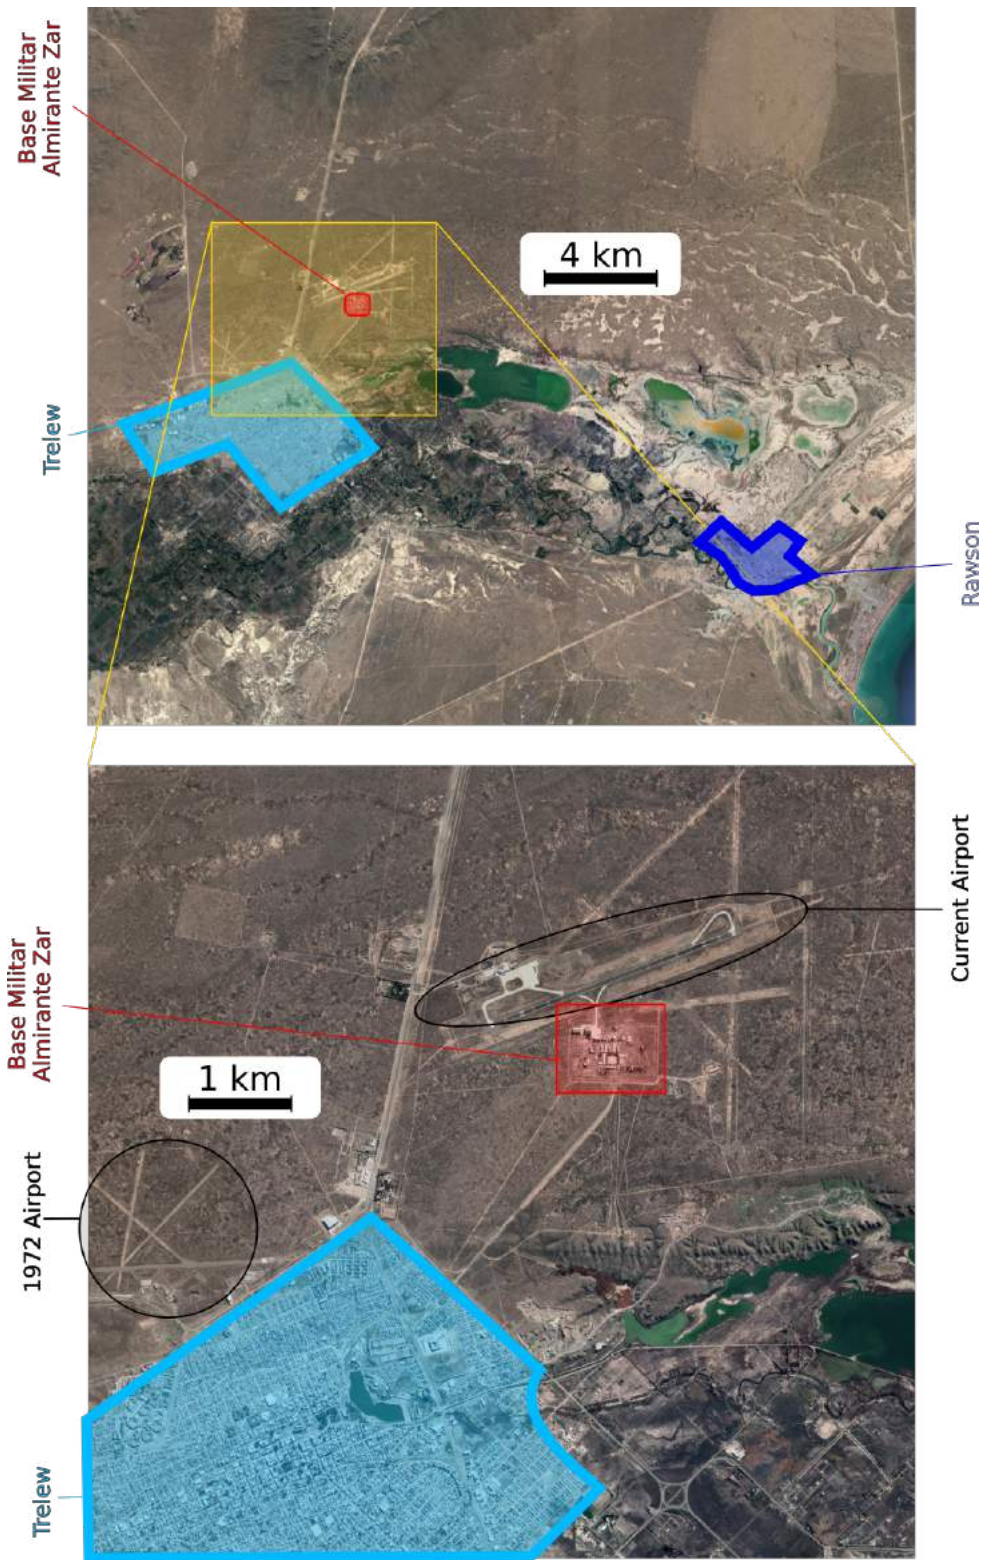 Base Militar
Almirante Zar
4 km
Trelew
Rawson
Current Airport
Base Militar
Almirante Zar
1 km
1972 Airport
Trelew